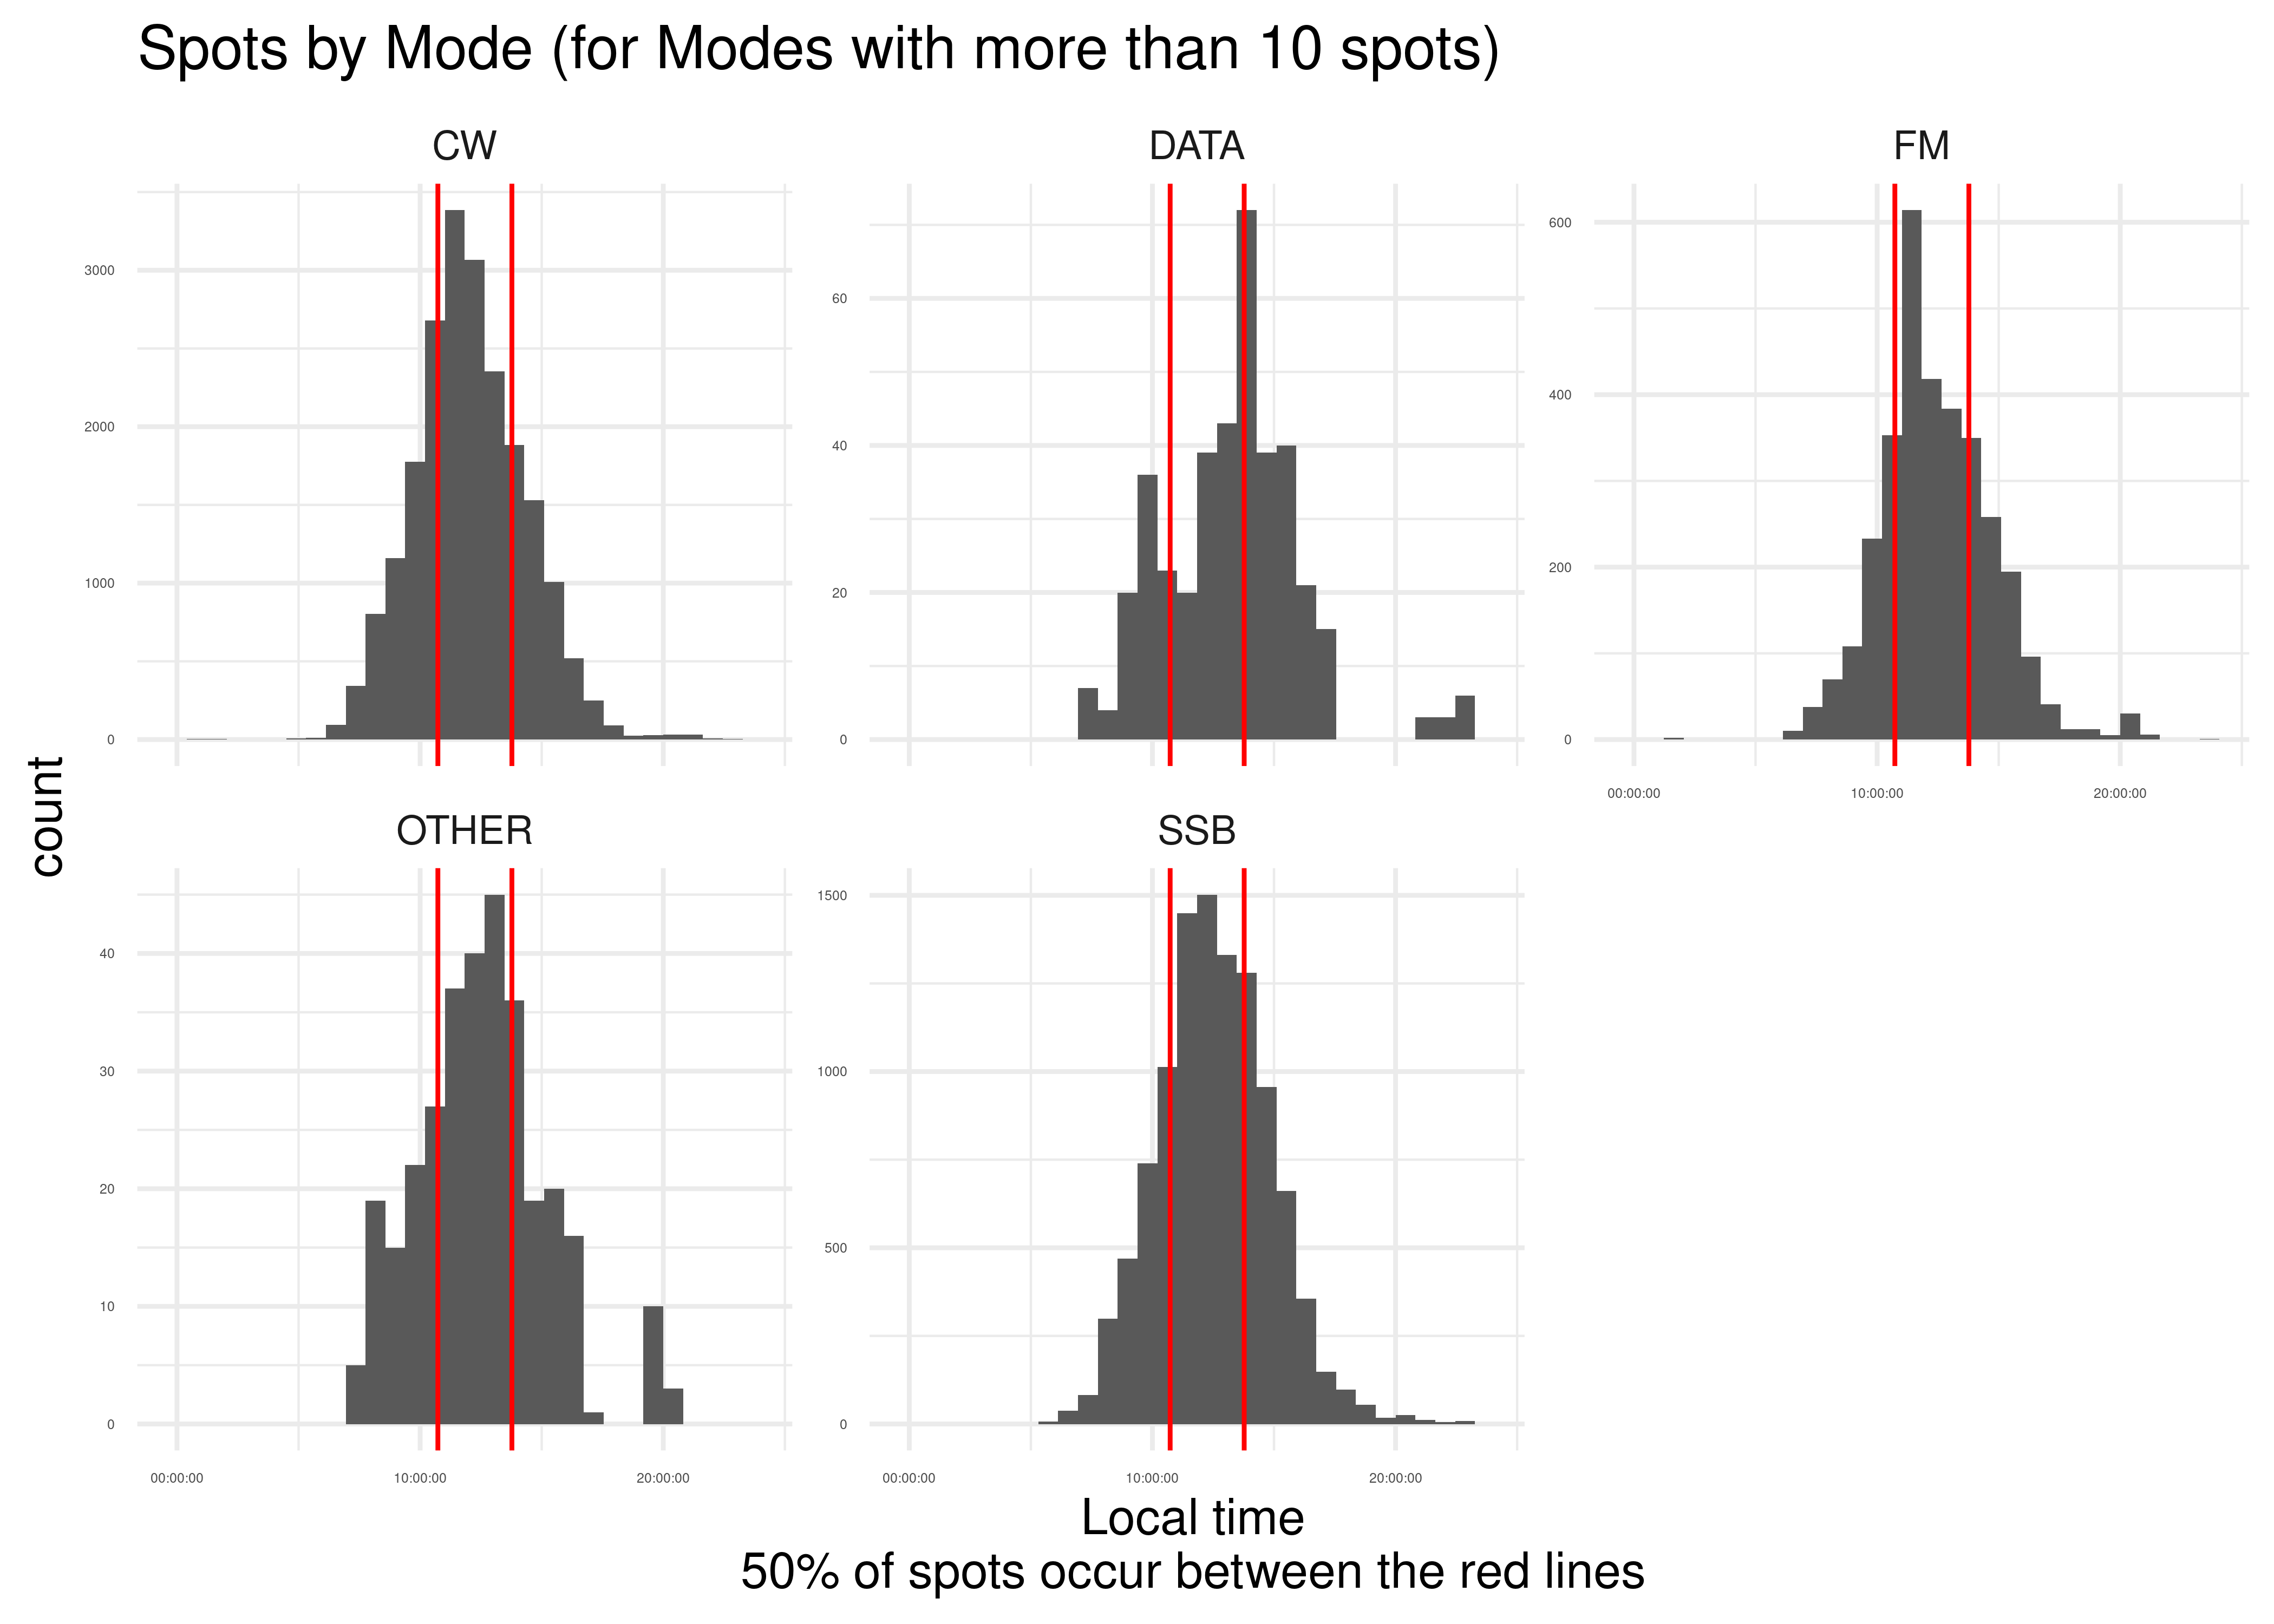 Spots by Mode (for Modes with more than 10 spots)
CW
DATA
FM
3000
2000
1000
0
60
40
20
0
600
400
200
0
00:00:00 10:00:00 20:00:00
count
OTHER
SSB
40
30
20
10
0
1500
1000
500
0
00:00:00 10:00:00 20:00:00
00:00:00 10:00:00 20:00:00
Local time
50% of spots occur between the red lines